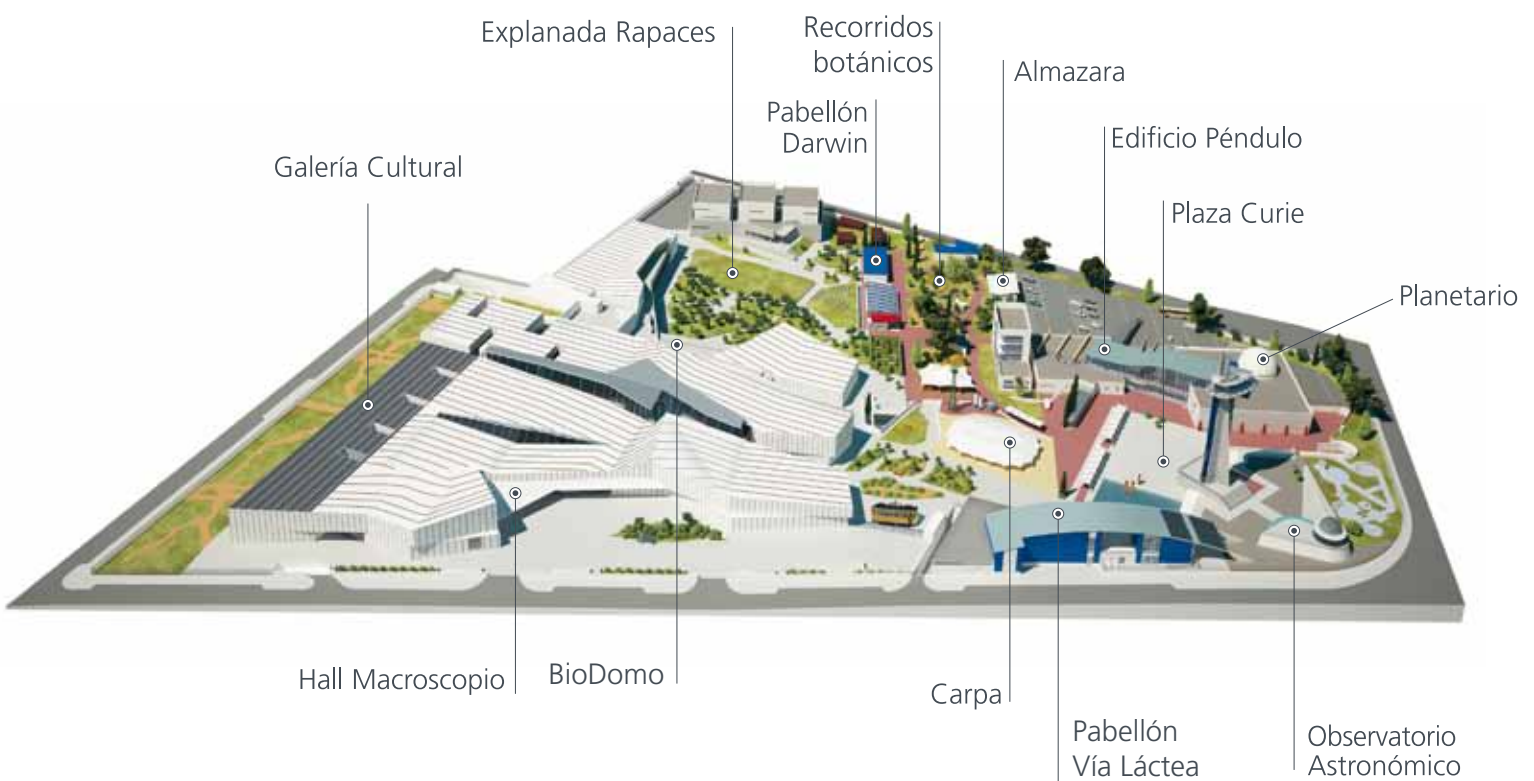 Explanada Rapaces
Recorridos
botánicos
Almazara
Pabellón
Darwin
Edificio Péndulo
Galería Cultural
Plaza Curie
Planetario
Hall Macroscopio
BioDomo
Carpa
Pabellón
Vía Láctea
Observatorio
Astronómico